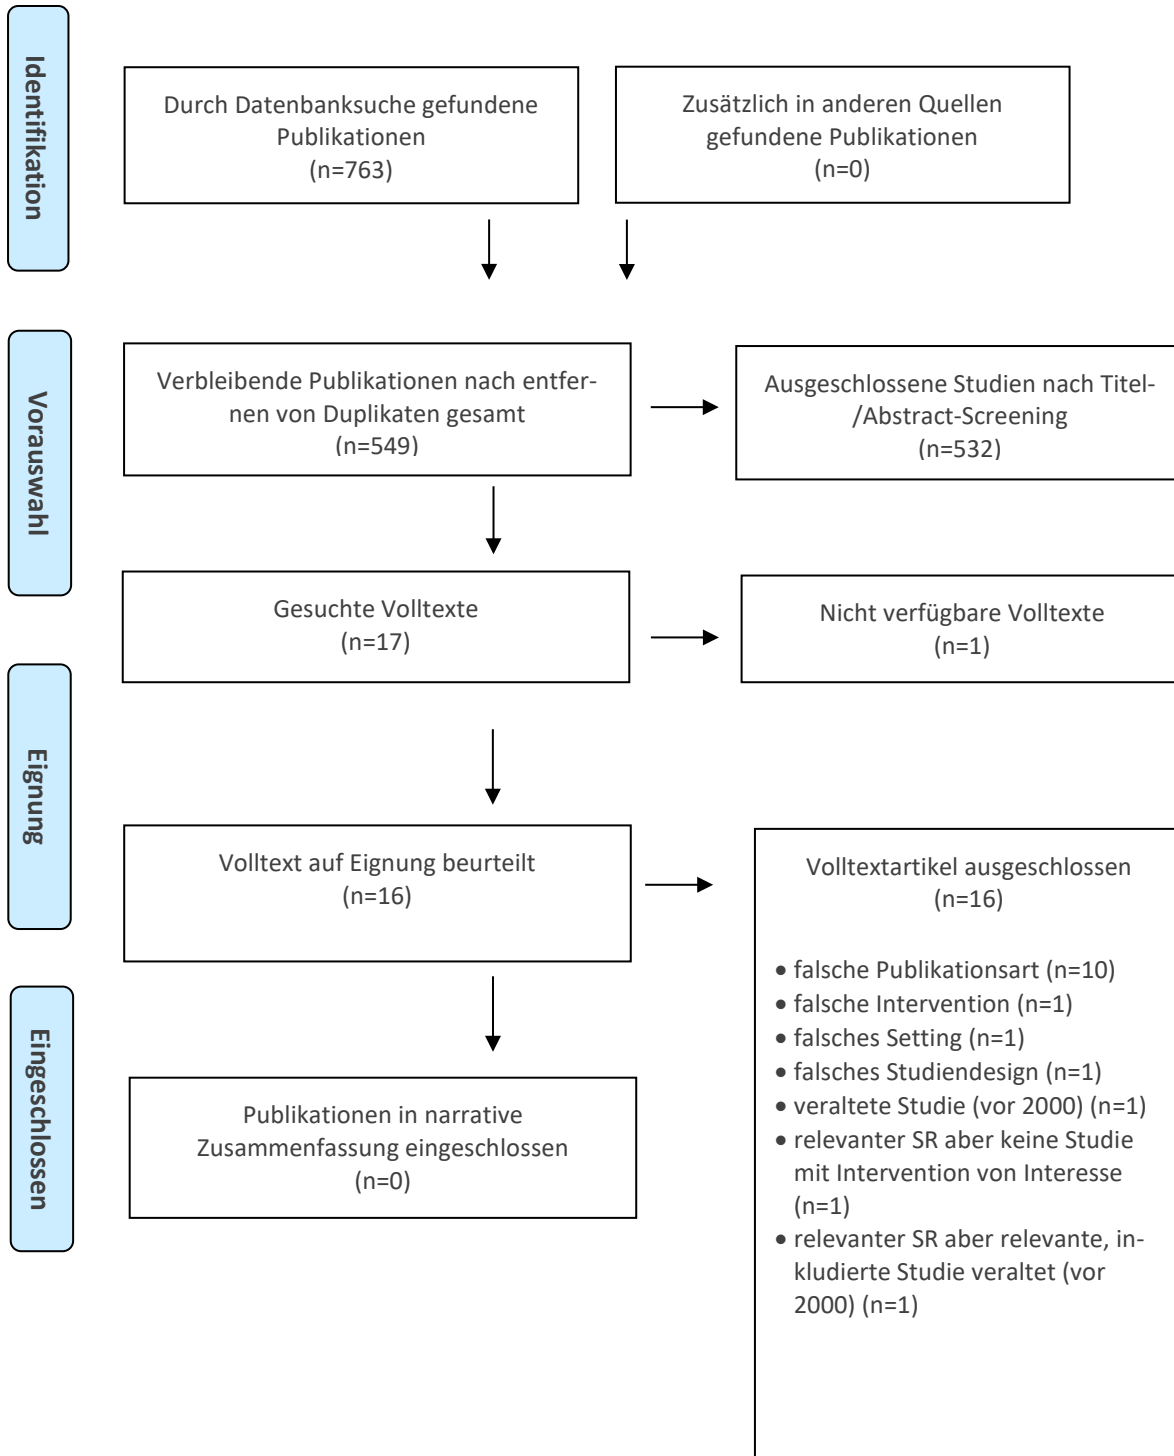 Identifikation
Durch Datenbanksuche gefundene
Publikationen
(n=763)
Zusätzlich in anderen Quellen
gefundene Publikationen
(n=0)
Vorauswahl
Verbleibende Publikationen nach entfer-
nen von Duplikaten gesamt
(n=549)
Ausgeschlossene Studien nach Titel-
/Abstract-Screening
(n=532)
Gesuchte Volltexte
(n=17)
Nicht verfügbare Volltexte
(n=1)
Eignung
Volltext auf Eignung beurteilt
(n=16)
Volltextartikel ausgeschlossen
(n=16)
• falsche Publikationsart (n=10)
• falsche Intervention (n=1)
• falsches Setting (n=1)
• falsches Studiendesign (n=1)
• veraltete Studie (vor 2000) (n=1)
• relevanter SR aber keine Studie
mit Intervention von Interesse
(n=1)
• relevanter SR aber relevante, in-
kludierte Studie veraltet (vor
2000) (n=1)
Eingeschlossen
Publikationen in narrative
Zusammenfassung eingeschlossen
(n=0)